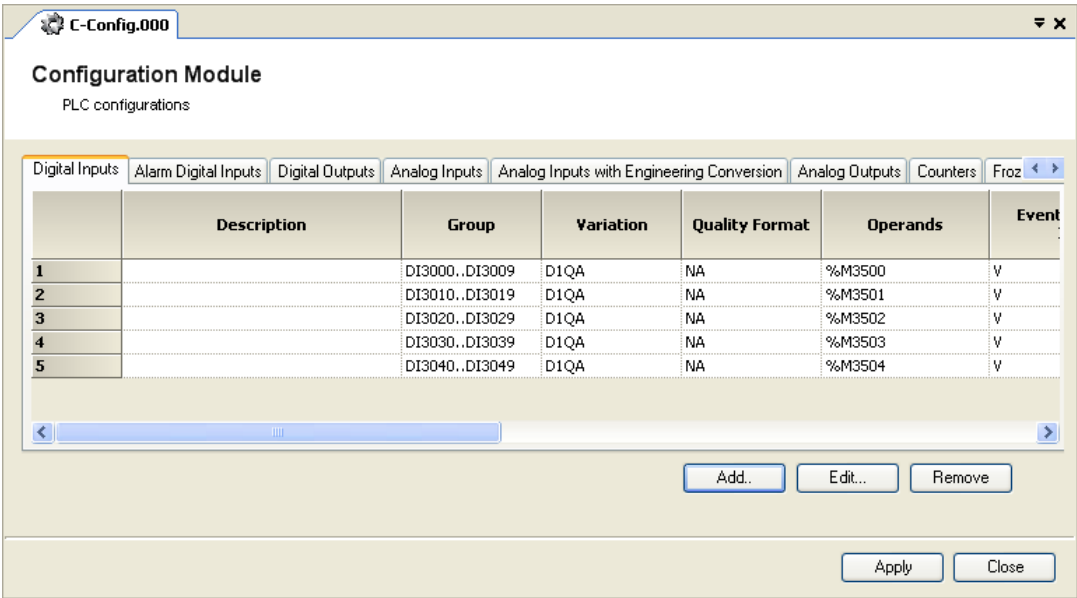 C-Config.000
Configuration Module
PLC configurations
Digital Inputs Alarm Digital Inputs Digital Outputs Analog Inputs Analog Inputs with Engineering Conversion Analog Outputs Counters Froz
Description Group Variation Quality Format Operands Event
1 DI3000..DI3009 D1QA NA %M3500 V
2 DI3010..DI3019 D1QA NA %M3501 V
3 DI3020..DI3029 D1QA NA %M3502 V
4 DI3030..DI3039 D1QA NA %M3503 V
5 DI3040..DI3049 D1QA NA %M3504 V
Add.. Edit... Remove
Apply Close